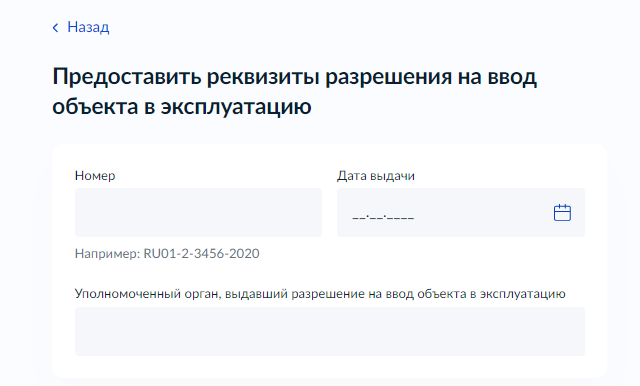 Назад
Предоставить реквизиты разрешения на ввод
объекта в эксплуатацию
Номер
Дата выдачи
__.__.____
Например: RU01-2-3456-2020
Уполномоченный орган, выдавший разрешение на ввод объекта в эксплуатацию